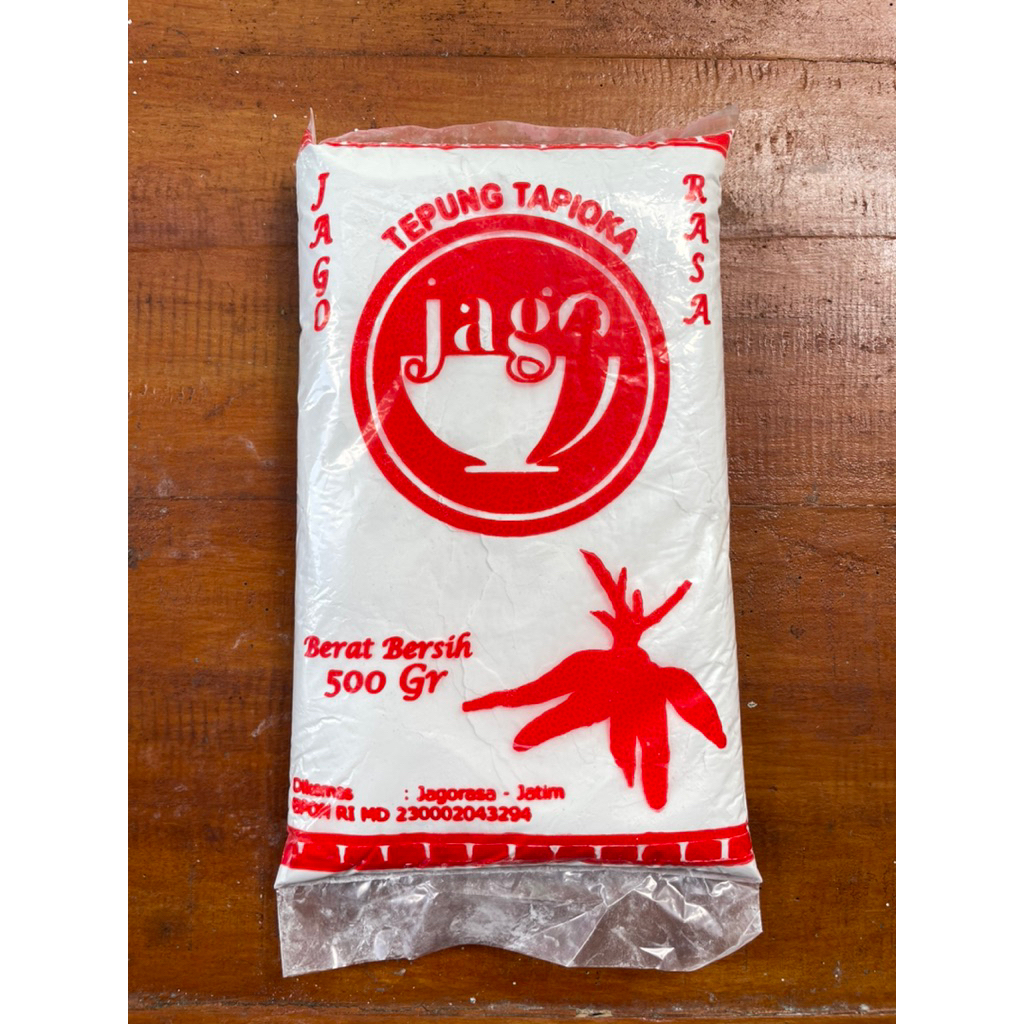 JAGO
RASA
TEPUNG TAPIOKA
jago
Berat Bersih
500 Gr
Dikemas : Jagorasa - Jatim
BPOM RI MD 230002043294